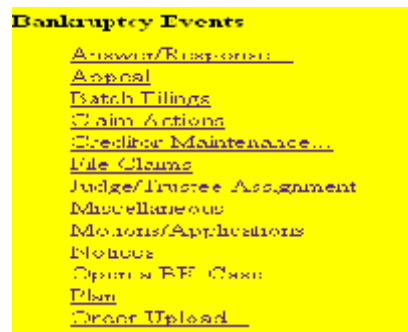 Bankruptcy Events
Answer/Response...
Appeal
Batch Filings
Claim Actions
Creditor Maintenance...
File Claims
Judge/Trustee Assignment
Miscellaneous
Motions/Applications
Notices
Open a BK Case
Plan
Order Upload...